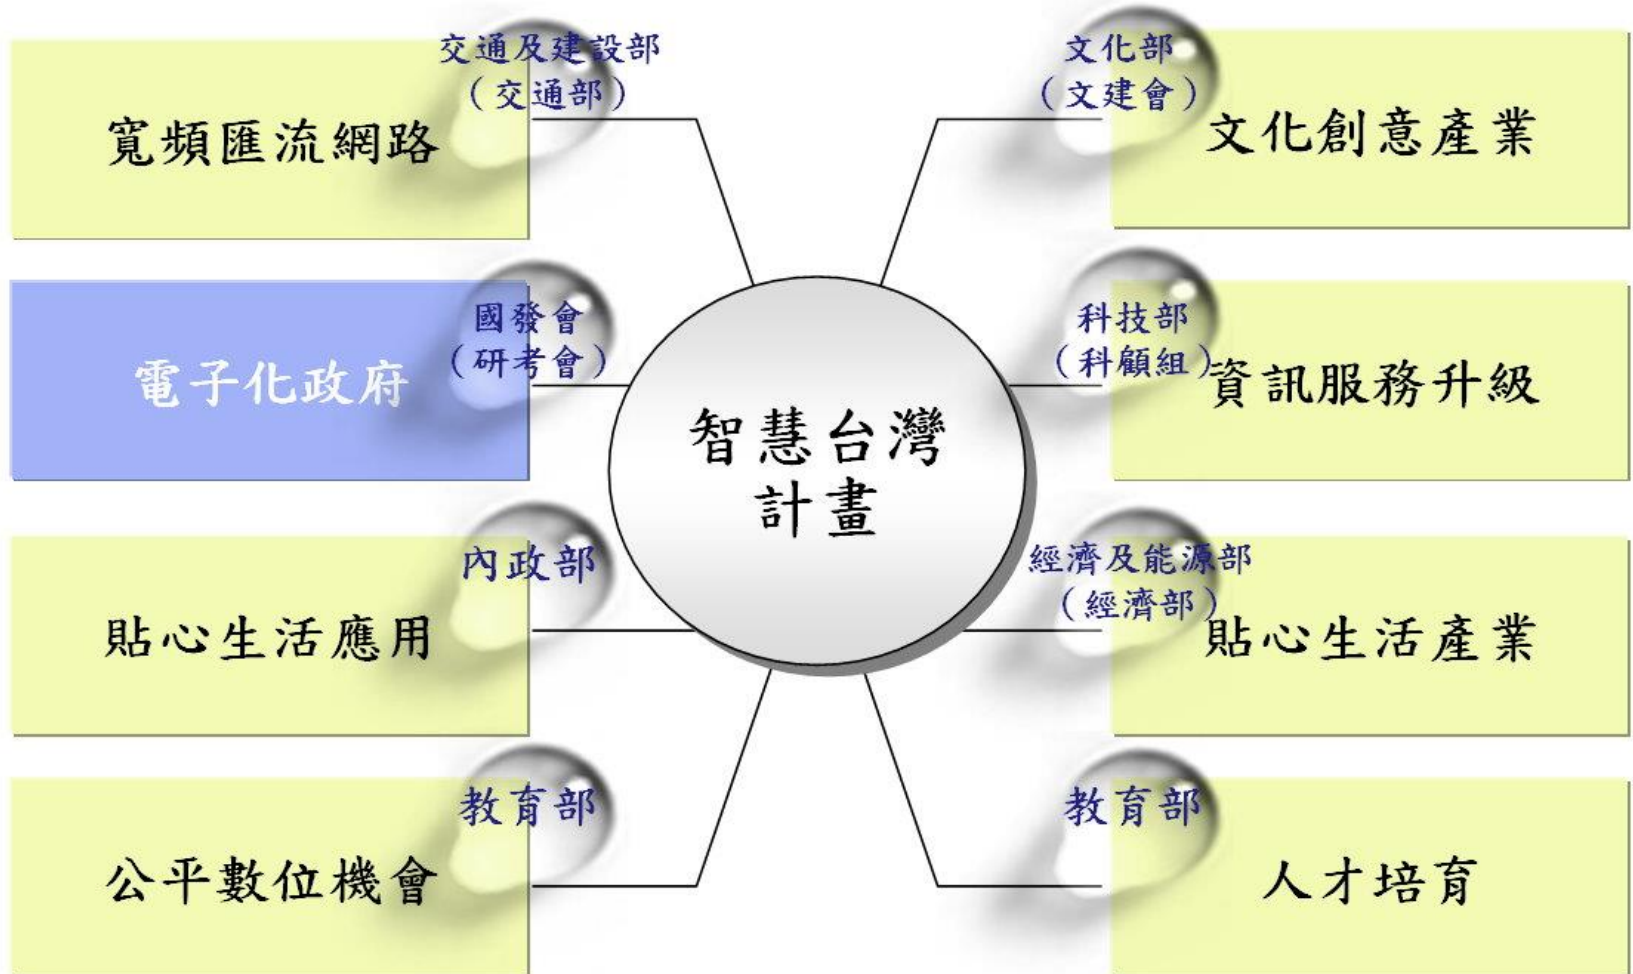 交通及建設部
（交通部）
寬頻匯流網路
文化部
（文建會）
文化創意產業
國發會
（研考會）
電子化政府
科技部
（科顧組）
資訊服務升級
智慧台灣
計畫
內政部
貼心生活應用
經濟及能源部
（經濟部）
貼心生活產業
教育部
公平數位機會
教育部
人才培育